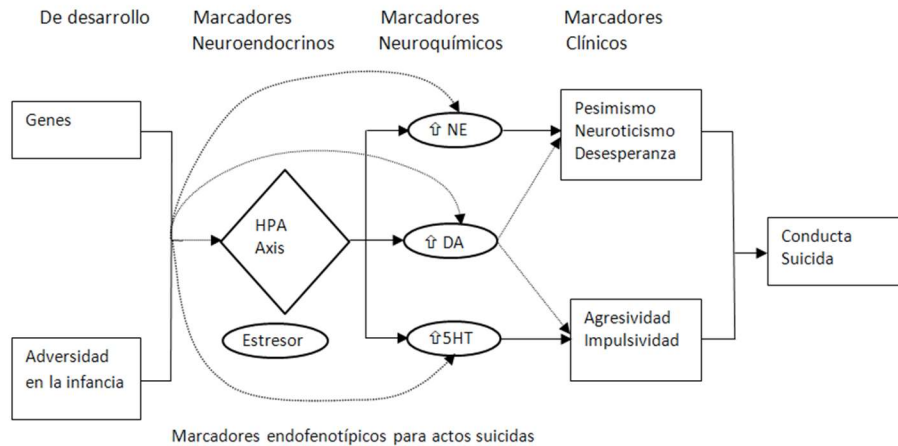 De desarrollo
Marcadores
Neuroendocrinos
Marcadores
Neuroquímicos
Marcadores
Clínicos
Genes
Adversidad
en la infancia
HPA
Axis
Estresor
⇧ NE
⇧ DA
⇧5HT
Pesimismo
Neuroticismo
Desesperanza
Agresividad
Impulsividad
Conducta
Suicida
Marcadores endofenotípicos para actos suicidas